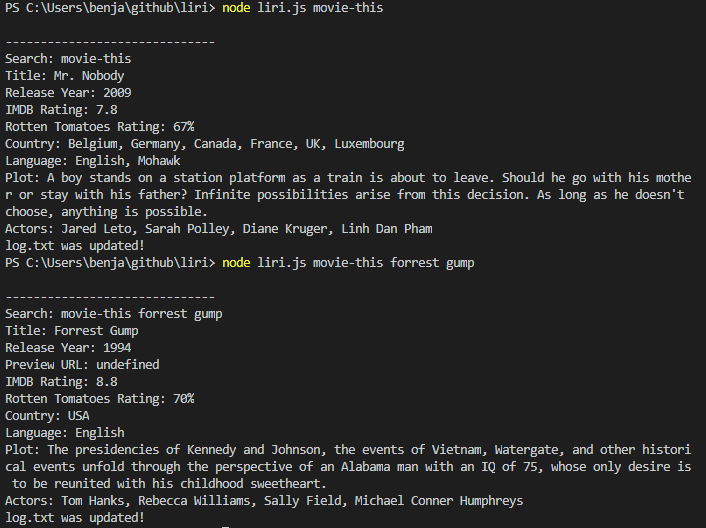 PS C:\Users\benja\github\liri> node liri.js movie-this
------------------------------
Search: movie-this
Title: Mr. Nobody
Release Year: 2009
IMDB Rating: 7.8
Rotten Tomatoes Rating: 67%
Country: Belgium, Germany, Canada, France, UK, Luxembourg
Language: English, Mohawk
Plot: A boy stands on a station platform as a train is about to leave. Should he go with his mothe
r or stay with his father? Infinite possibilities arise from this decision. As long as he doesn't
choose, anything is possible.
Actors: Jared Leto, Sarah Polley, Diane Kruger, Linh Dan Pham
log.txt was updated!
PS C:\Users\benja\github\liri> node liri.js movie-this forrest gump
------------------------------
Search: movie-this forrest gump
Title: Forrest Gump
Release Year: 1994
Preview URL: undefined
IMDB Rating: 8.8
Rotten Tomatoes Rating: 70%
Country: USA
Language: English
Plot: The presidencies of Kennedy and Johnson, the events of Vietnam, Watergate, and other histori
cal events unfold through the perspective of an Alabama man with an IQ of 75, whose only desire is
 to be reunited with his childhood sweetheart.
Actors: Tom Hanks, Rebecca Williams, Sally Field, Michael Conner Humphreys
log.txt was updated!